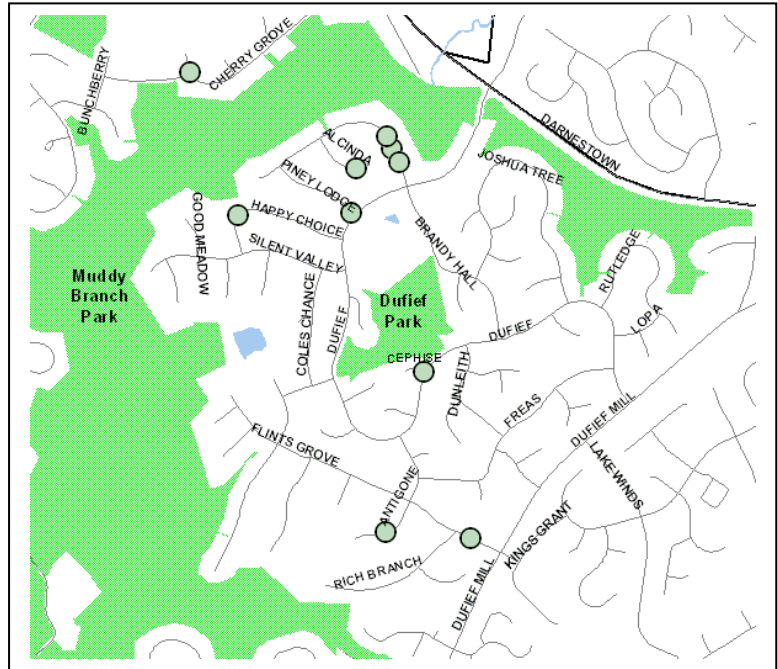 BUNCHBERRY
CHERRY GROVE
DARNESTOWN
ALCINDA
JOSHUA TREE
PINEY LODGE
GOOD MEADOW
HAPPY CHOICE
BRANDY HALL
SILENT VALLEY
RUTLEDGE
Muddy
Branch
Park
Dufief
Park
COLES CHANCE
DUFIEF
DUFIEF
LOPA
CEPHISE
DUNLEITH
FREAS
DUFIEF MILL
FLINTS GROVE
LAKE WINDS
ANTIGONE
KINGS GRANT
RICH BRANCH
DUFIEF MILL